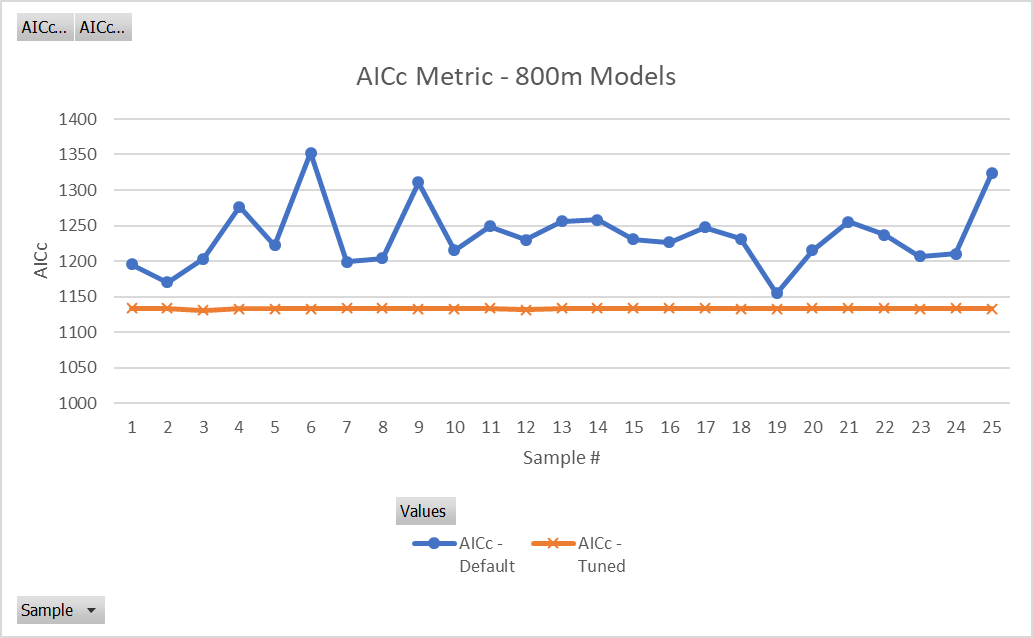 AICc... AICc...
AICc Metric - 800m Models
1400
1350
1300
1250
1200
1150
1100
1050
1000
AICc
1 2 3 4 5 6 7 8 9 10 11 12 13 14 15 16 17 18 19 20 21 22 23 24 25
Sample #
Values
AICc - Default
AICc - Tuned
Sample